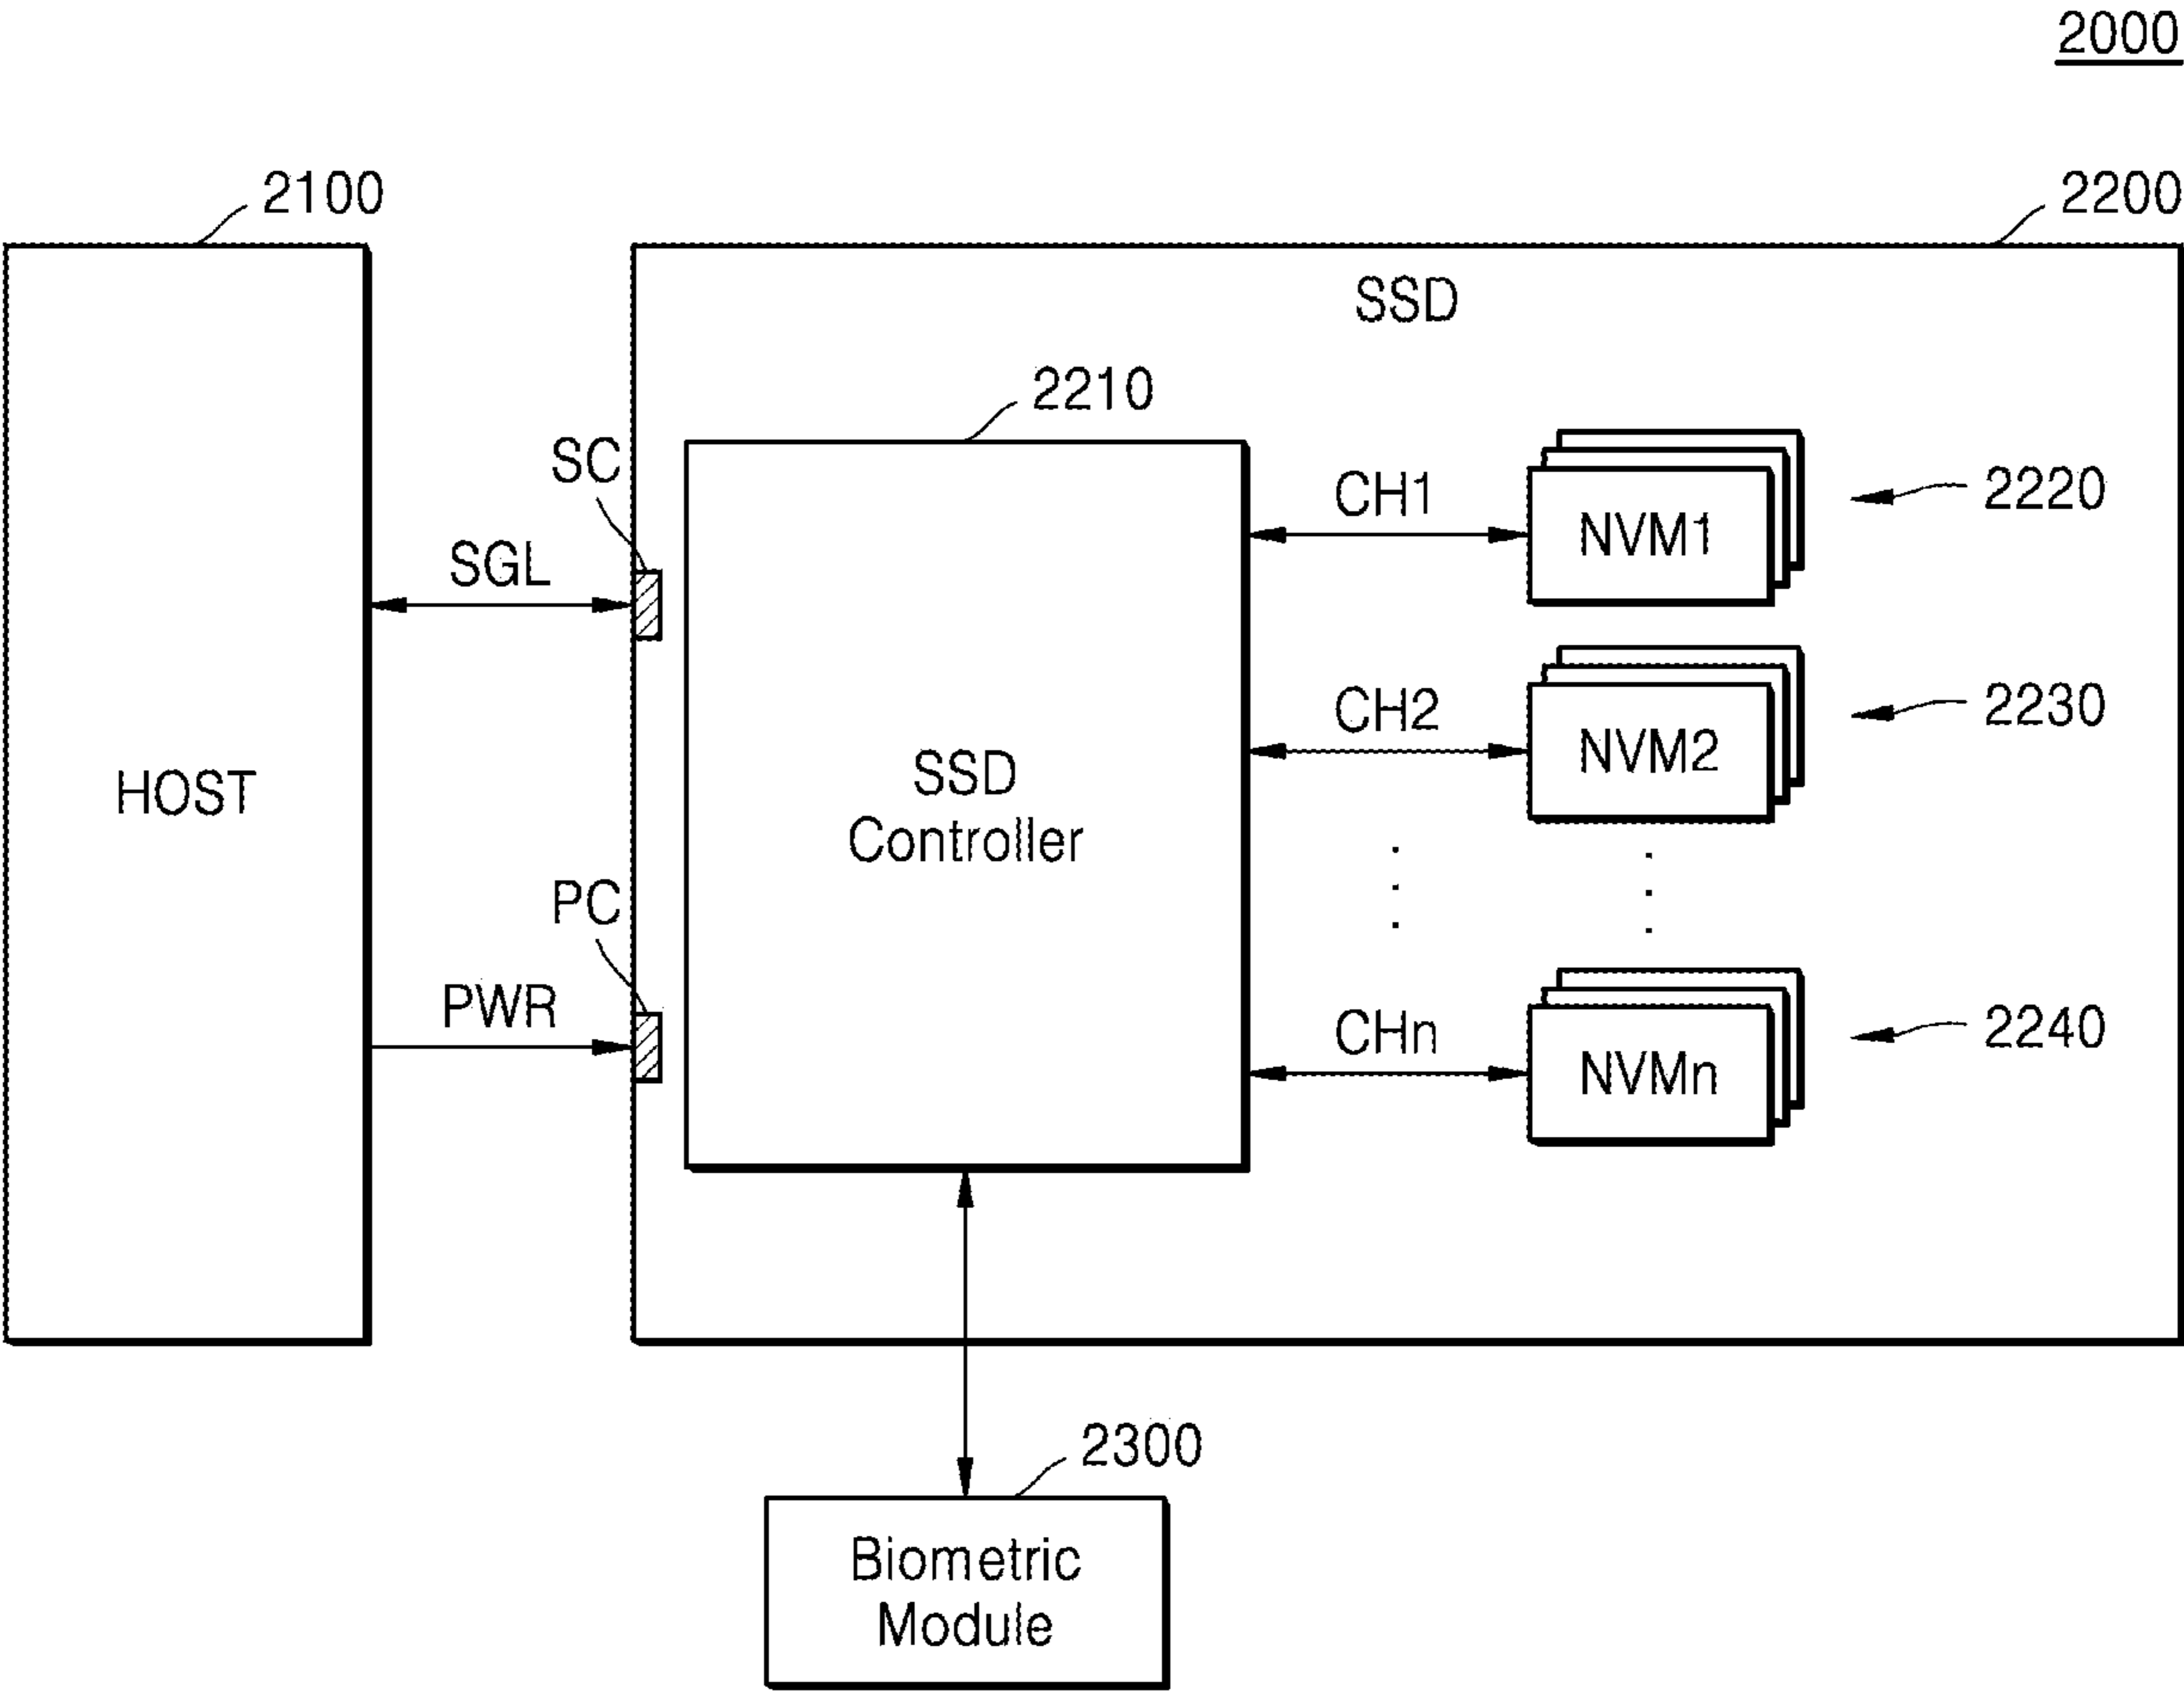 2000
2100
2200
SSD
2210
SC
CH1
2220
NVM1
SGL
CH2
2230
NVM2
HOST
SSD
Controller
PC
PWR
CHn
2240
NVMn
2300
Biometric
Module